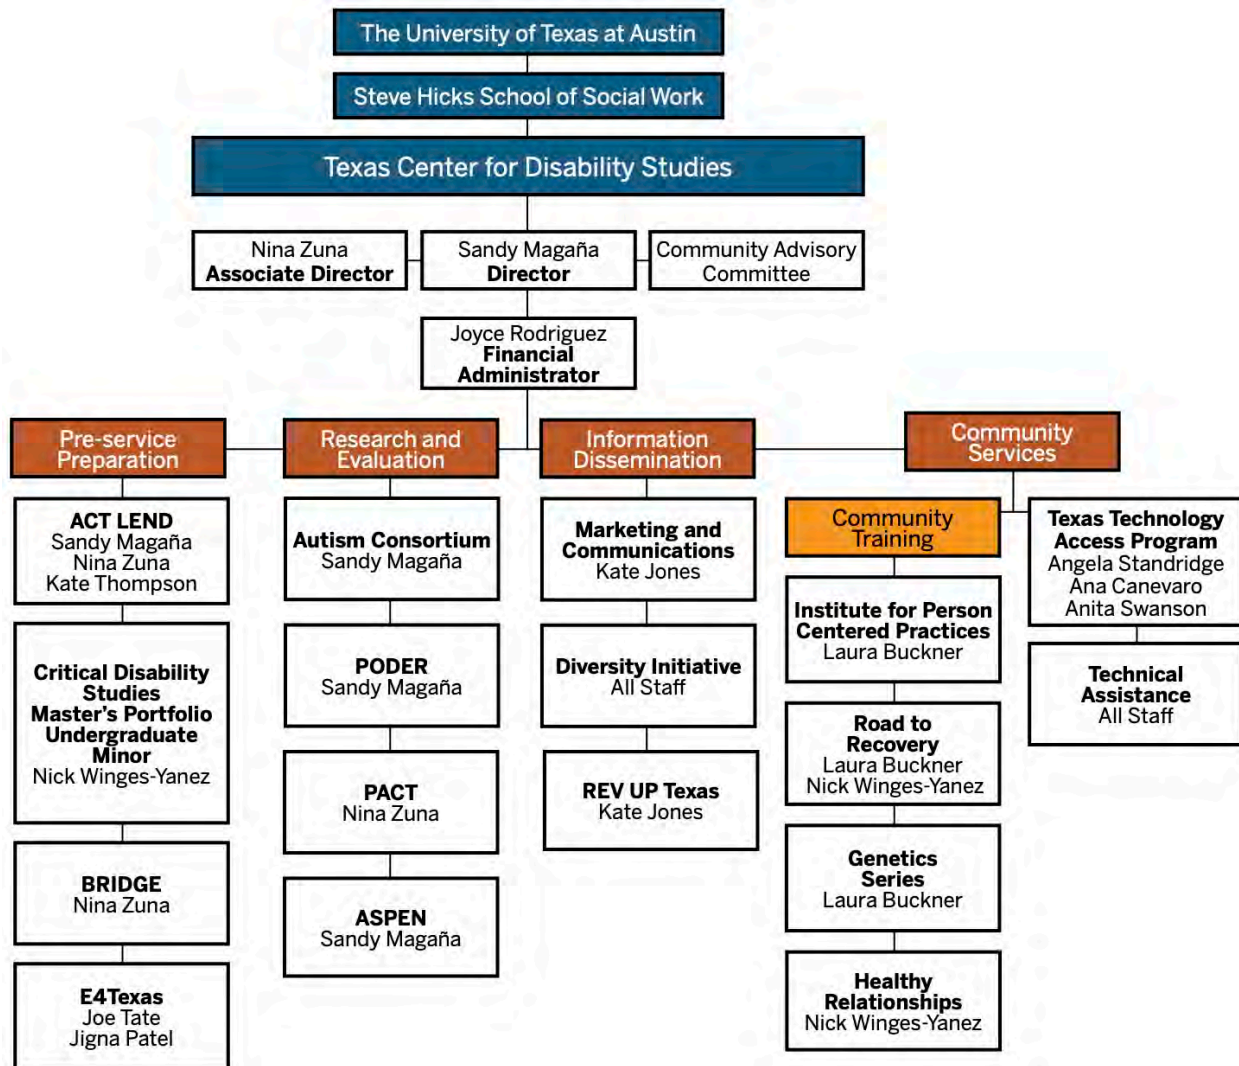 The University of Texas at Austin
Steve Hicks School of Social Work
Texas Center for Disability Studies
Nina Zuna
Associate Director
Sandy Magaña
Director
Community Advisory
Committee
Joyce Rodriguez
Financial
Administrator
Pre-service
Preparation
ACT LEND
Sandy Magaña
Nina Zuna
Kate Thompson
Critical Disability
Studies
Master's Portfolio
Undergraduate
Minor
Nick Winges-Yanez
BRIDGE
Nina Zuna
E4Texas
Joe Tate
Jigna Patel
Research and
Evaluation
Autism Consortium
Sandy Magaña
PODER
Sandy Magaña
PACT
Nina Zuna
ASPEN
Sandy Magaña
Information
Dissemination
Marketing and
Communications
Kate Jones
Diversity Initiative
All Staff
REV UP Texas
Kate Jones
Community
Services
Community
Training
Institute for Person
Centered Practices
Laura Buckner
Road to
Recovery
Laura Buckner
Nick Winges-Yanez
Genetics
Series
Laura Buckner
Healthy
Relationships
Nick Winges-Yanez
Texas Technology
Access Program
Angela Standridge
Ana Canevaro
Anita Swanson
Technical
Assistance
All Staff